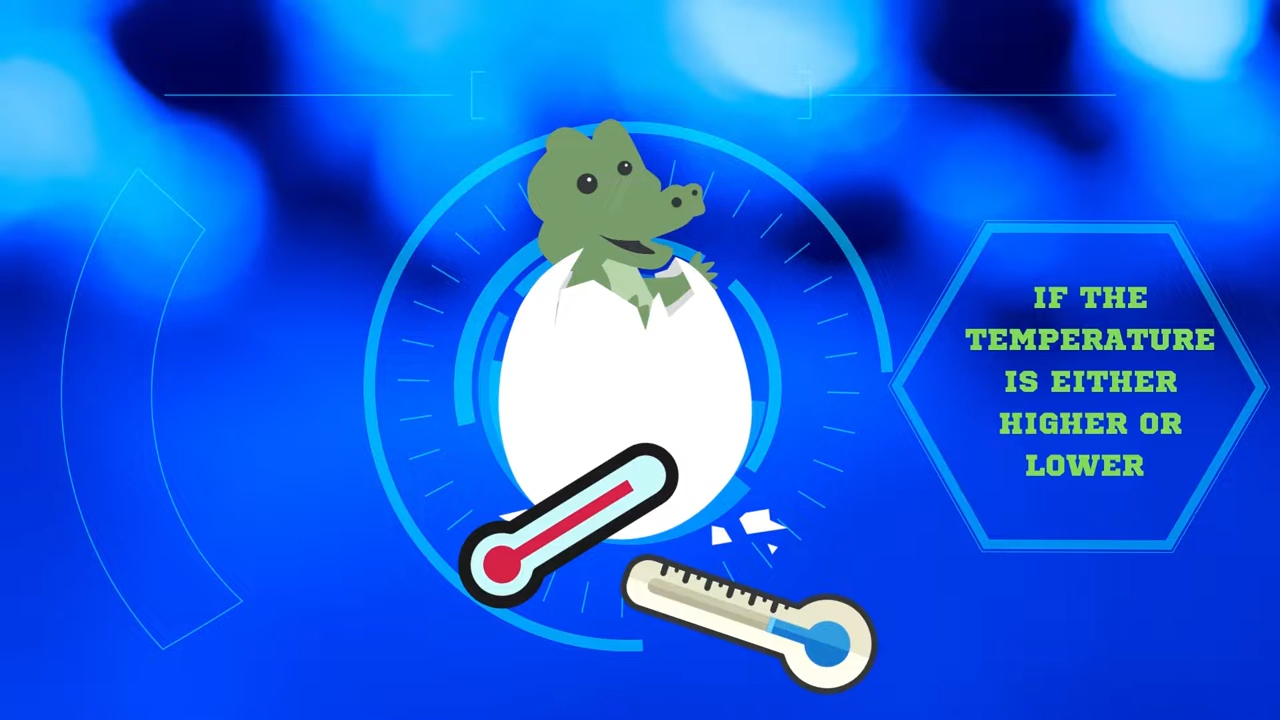 IF THE
TEMPERATURE
IS EITHER
HIGHER OR
LOWER